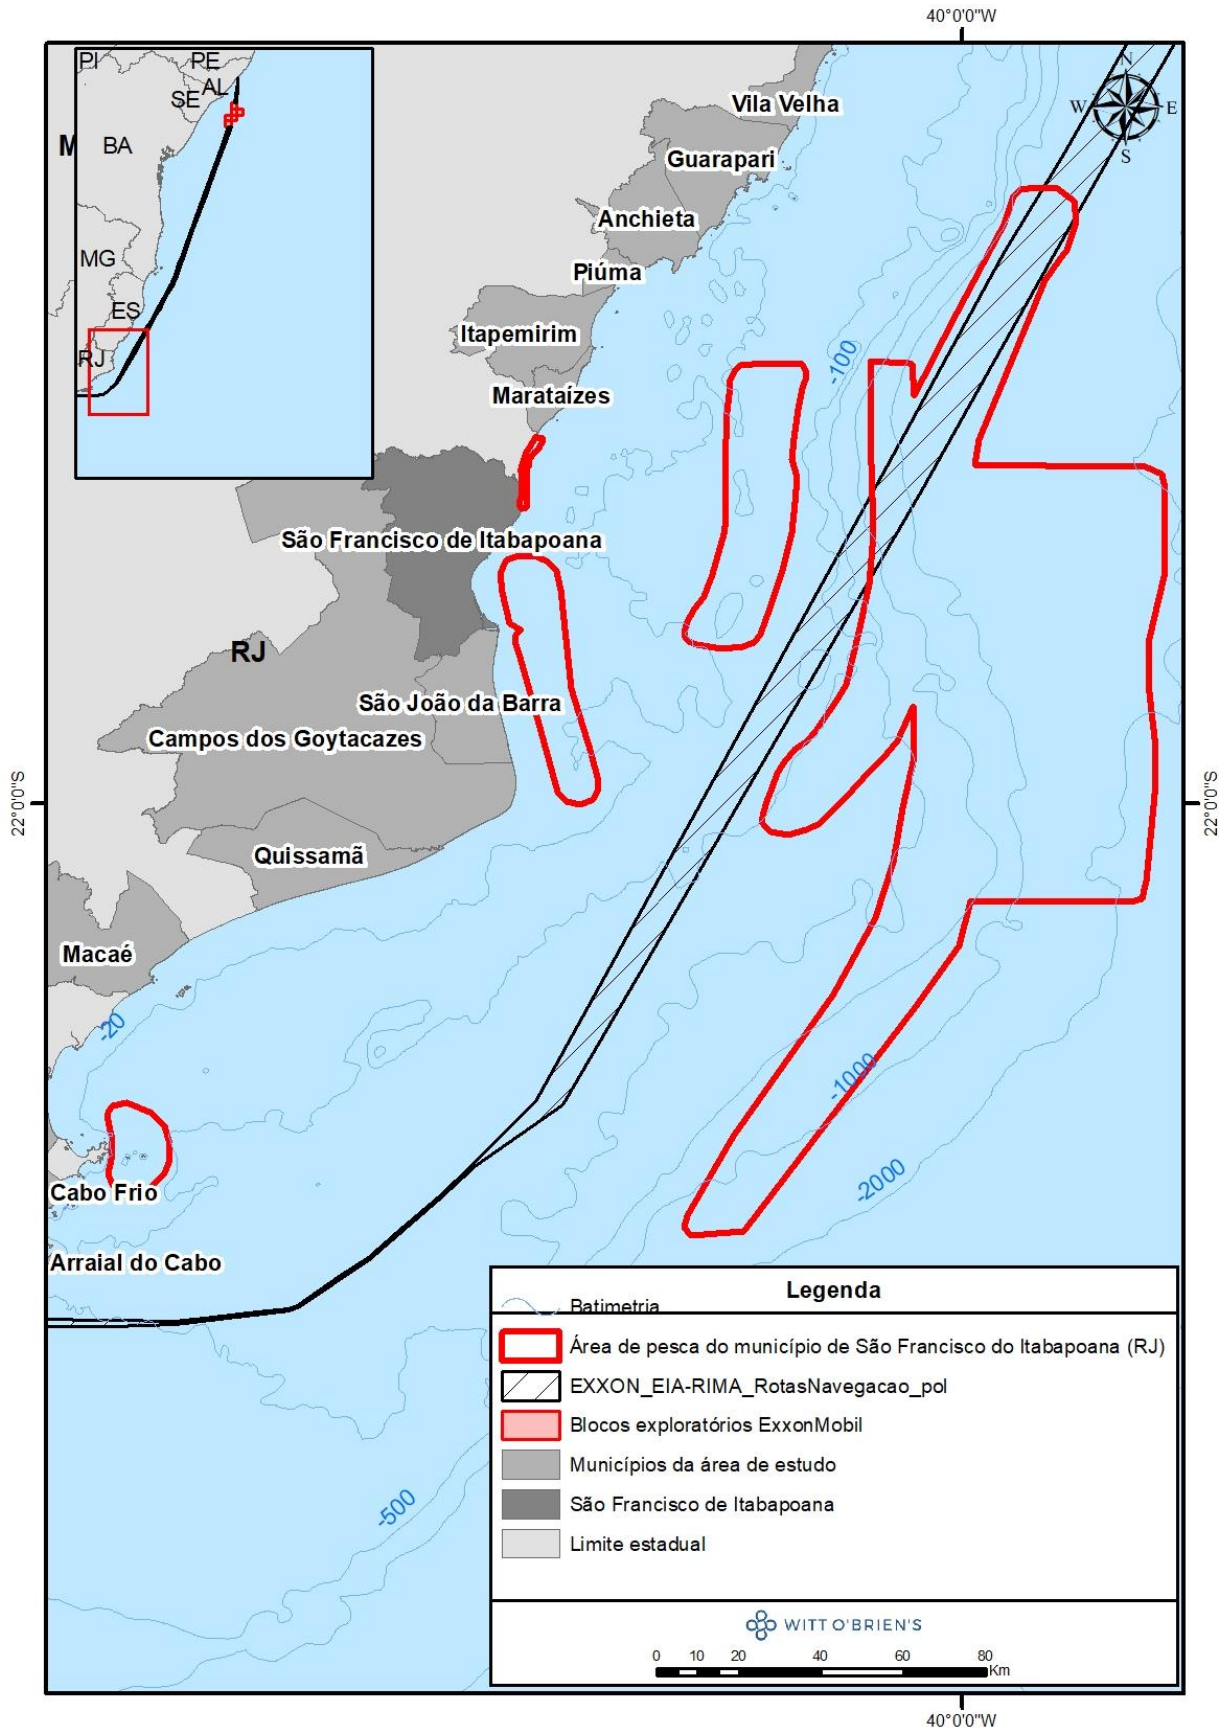 40°0'0"W
PI
PE
AL
SE
M
BA
MG
ES
RJ
N
W
E
S
Vila Velha
Guarapari
Anchieta
Piúma
Itapemirim
Marataízes
-100
São Francisco de Itabapoana
RJ
São João da Barra
Campos dos Goytacazes
22°0'0"S
22°0'0"S
Quissamã
Macaé
-20
-1000
-2000
Cabo Frio
Arraial do Cabo
-500
Legenda
Batimetria
Área de pesca do município de São Francisco do Itabapoana (RJ)
EXXON_EIA-RIMA_RotasNavegacao_pol
Blocos exploratórios ExxonMobil
Municípios da área de estudo
São Francisco de Itabapoana
Limite estadual
WITT O'BRIEN'S
0 10 20 40 60 80
Km
40°0'0"W